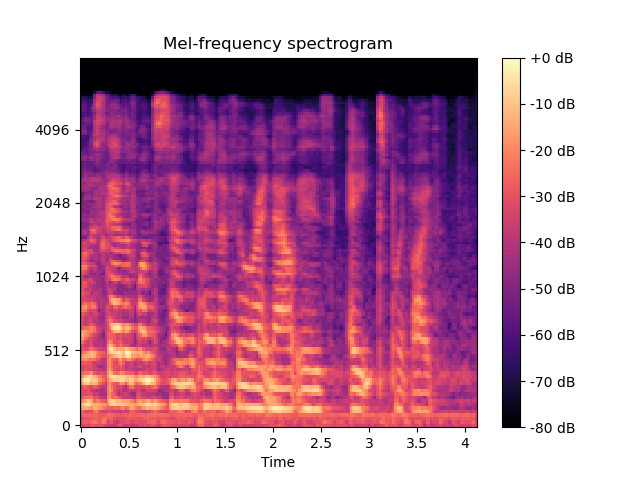 Mel-frequency spectrogram
+0 dB
-10 dB
-20 dB
-30 dB
-40 dB
-50 dB
-60 dB
-70 dB
-80 dB
Hz
4096
2048
1024
512
0
0 0.5 1 1.5 2 2.5 3 3.5 4
Time